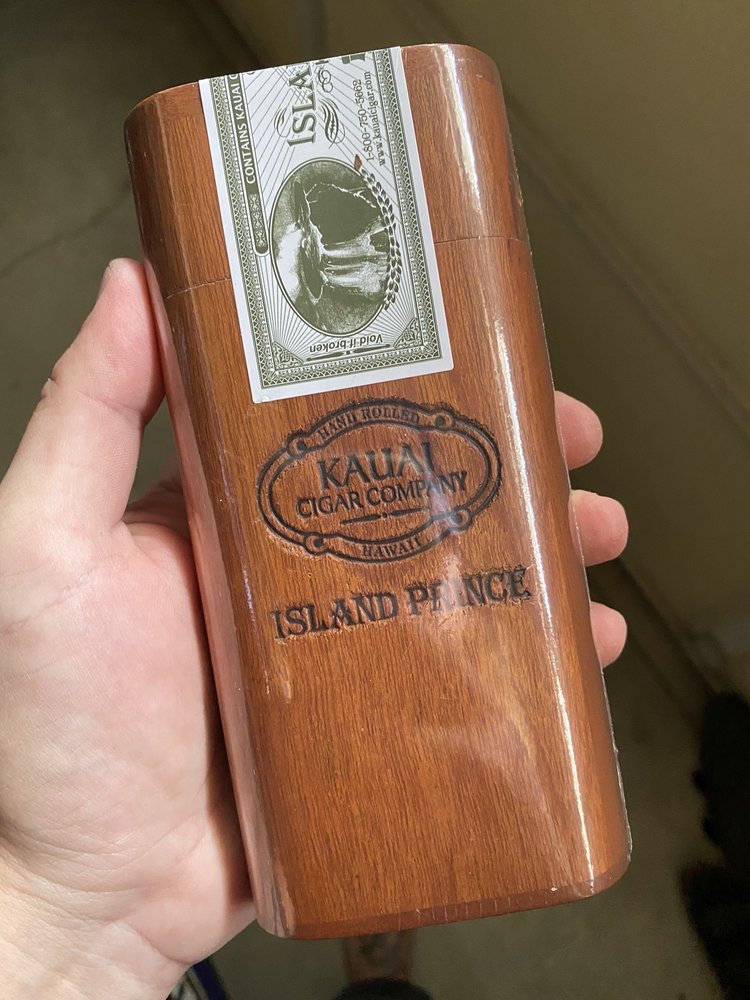 CONTAINS KAUAI C
ISLA
1-800-750-5662
www.kauaicigar.com
Void if broken
HAND ROLLED
KAUAI
CIGAR COMPANY
HAWAII
ISLAND PRINCE